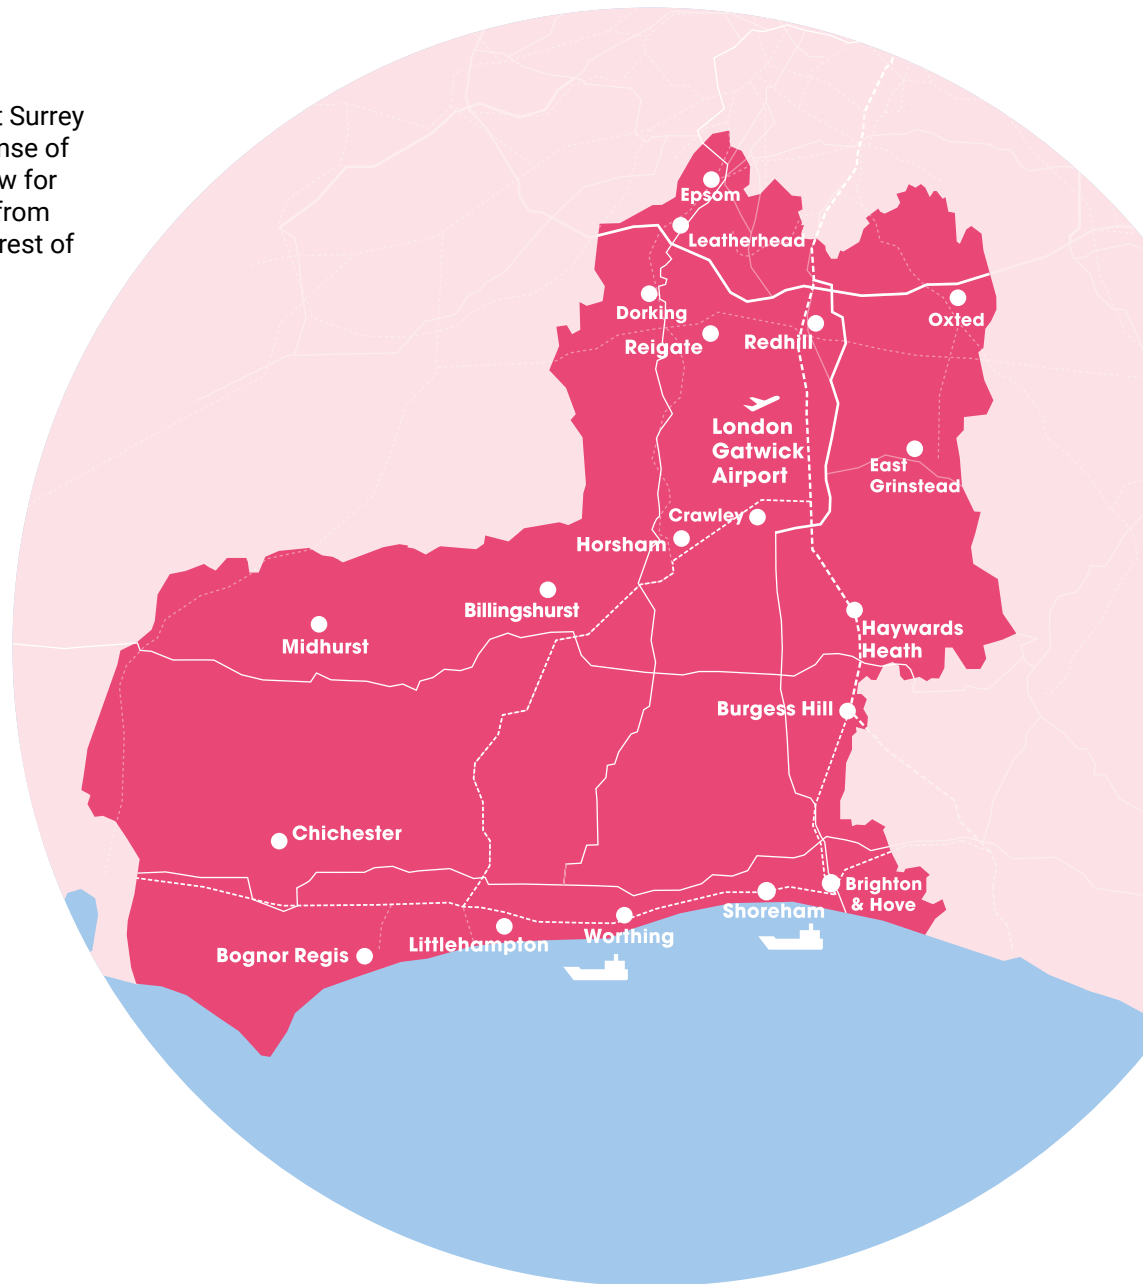 t Surrey
nse of
w for
from
rest of
Epsom
Leatherhead
Dorking
Oxted
Reigate
Redhill
London
Gatwick
Airport
East
Grinstead
Crawley
Horsham
Billingshurst
Midhurst
Haywards
Heath
Burgess Hill
Chichester
Brighton
& Hove
Shoreham
Worthing
Littlehampton
Bognor Regis